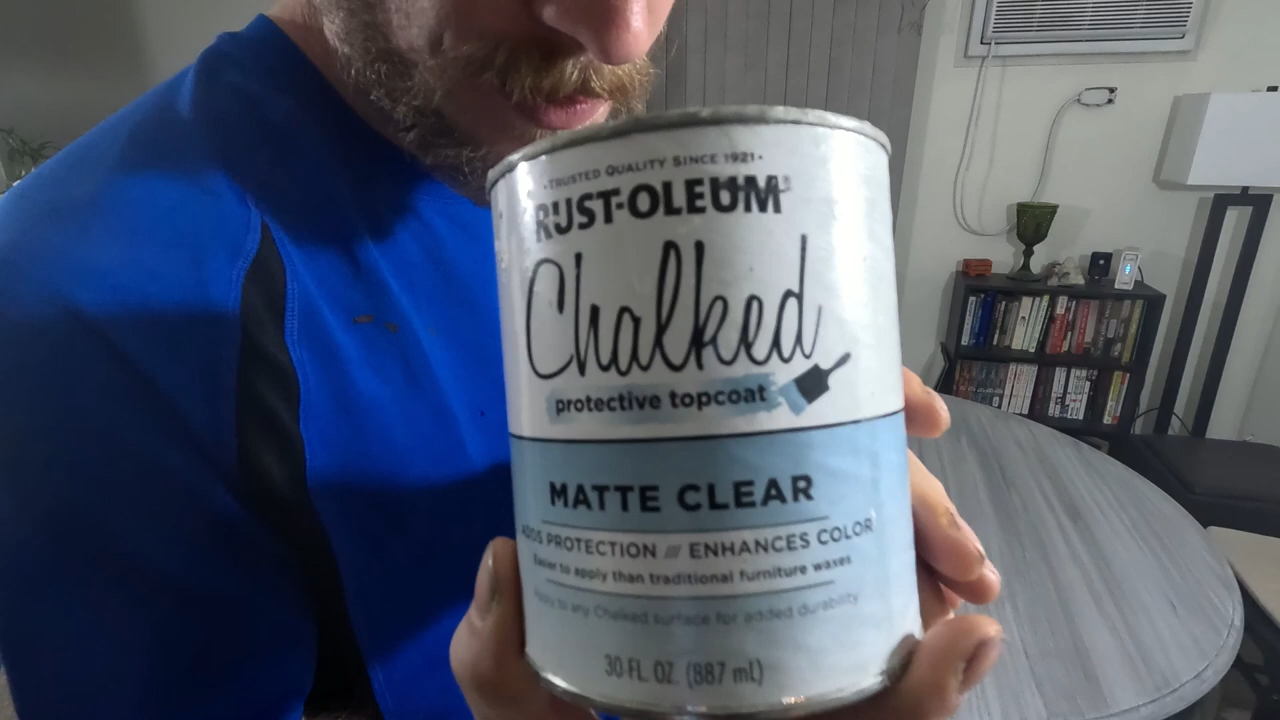 ·TRUSTED QUALITY SINCE 1921·
RUST-OLEUM®
Chalked
protective topcoat
MATTE CLEAR
ADDS PROTECTION /// ENHANCES COLOR
Easier to apply than traditional furniture waxes
Apply to any Chalked surface for added durability
30 FL. OZ. (887 mL)